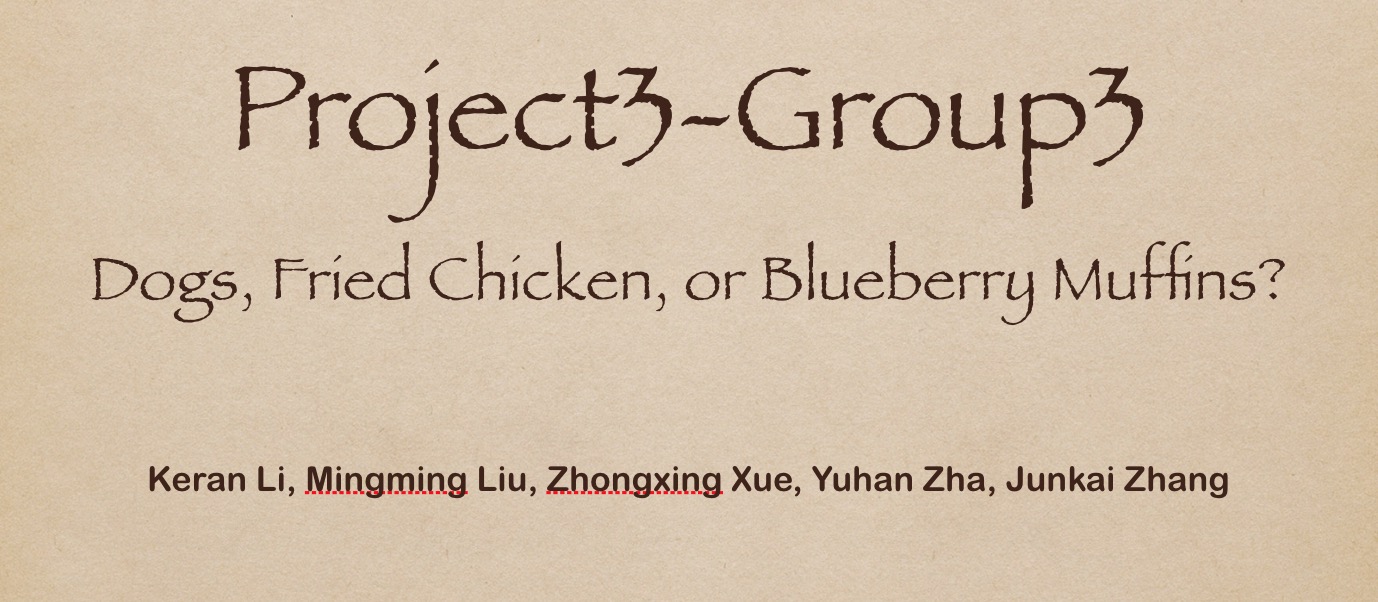 Project3-Group3
Dogs, Fried Chicken, or Blueberry Muffins?
Keran Li, Mingming Liu, Zhongxing Xue, Yuhan Zha, Junkai Zhang